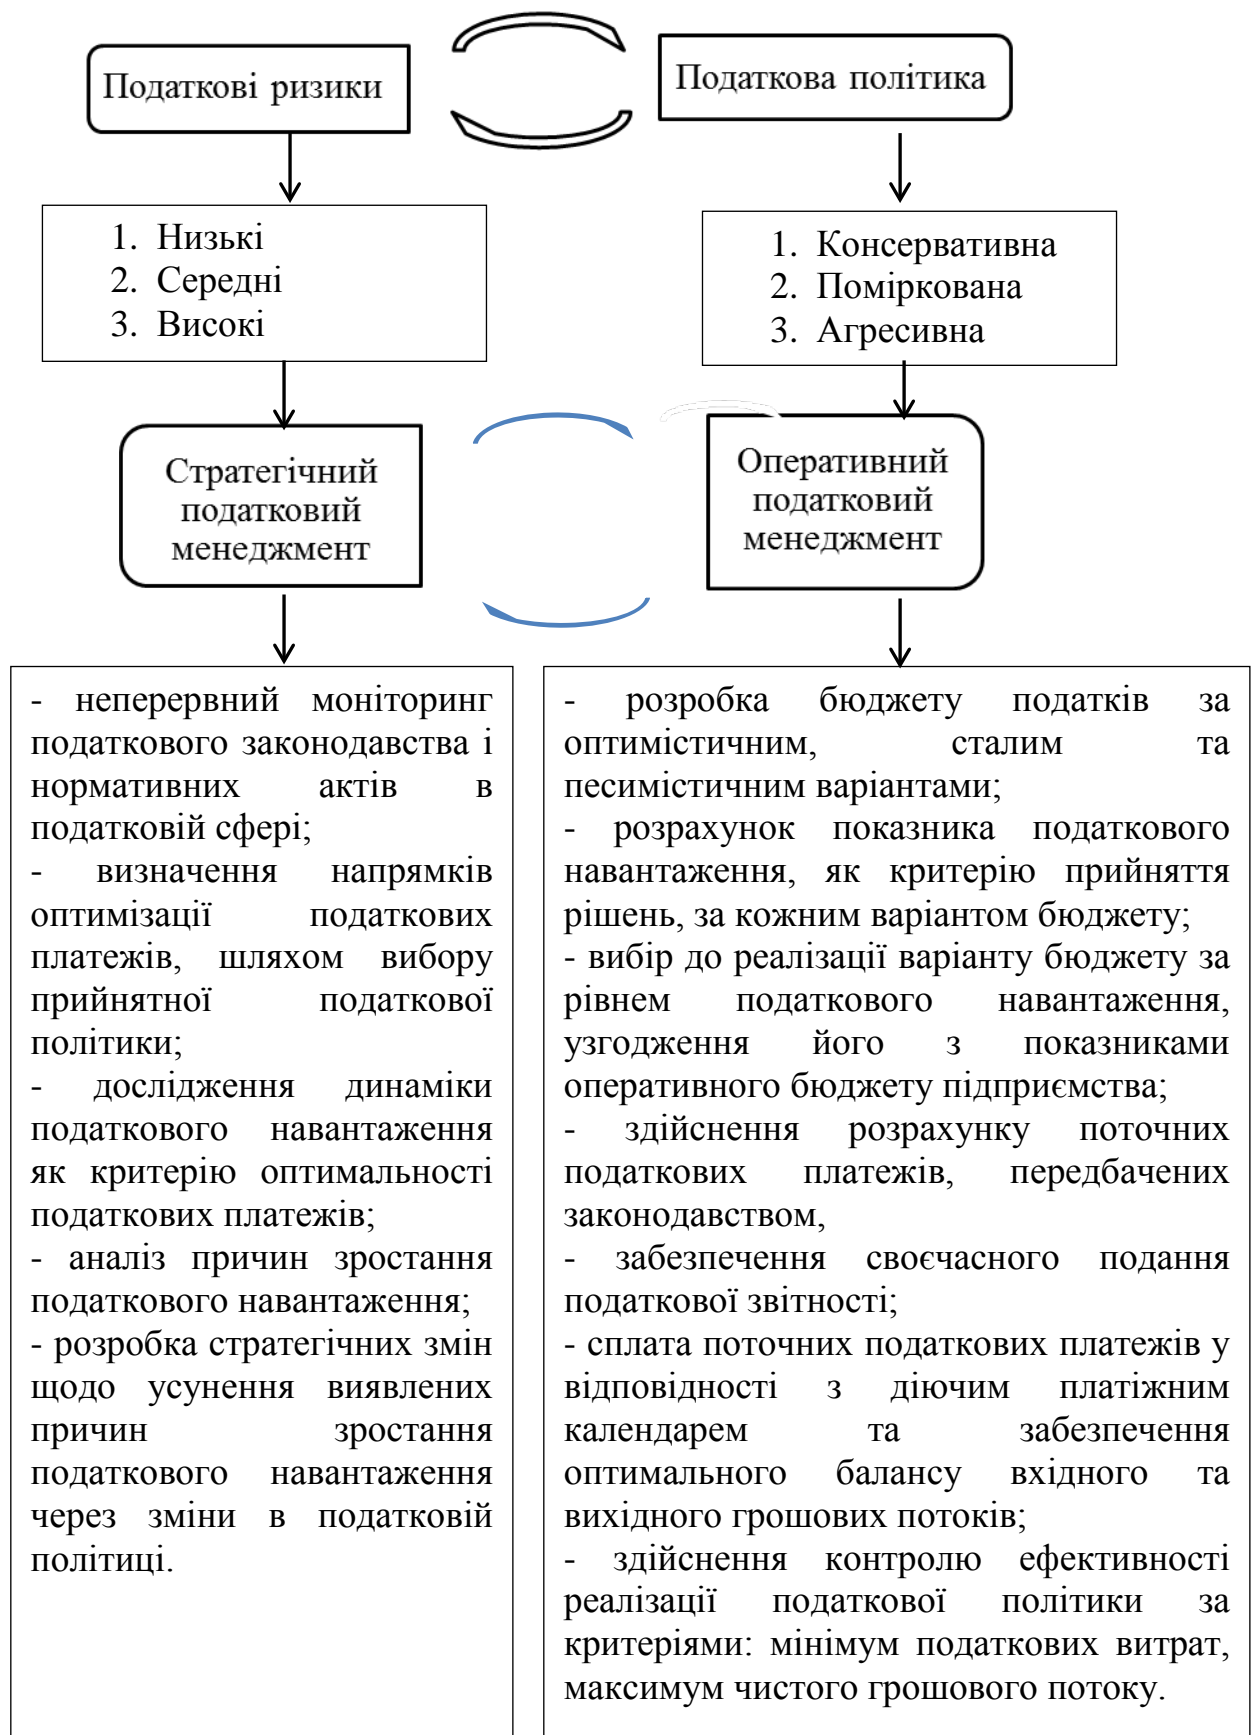 Податкові ризики
Податкова політика
1. Низькі
2. Середні
3. Високі
1. Консервативна
2. Поміркована
3. Агресивна
Стратегічний
податковий
менеджмент
Оперативний
податковий
менеджмент
- неперервний моніторинг
податкового законодавства і
нормативних актів в
податковій сфері;
- визначення напрямків
оптимізації податкових
платежів, шляхом вибору
прийнятної податкової
політики;
- дослідження динаміки
податкового навантаження
як критерію оптимальності
податкових платежів;
- аналіз причин зростання
податкового навантаження;
- розробка стратегічних змін
щодо усунення виявлених
причин зростання
податкового навантаження
через зміни в податковій
політиці.
- розробка бюджету податків за
оптимістичним, сталим та
песимістичним варіантами;
- розрахунок показника податкового
навантаження, як критерію прийняття
рішень, за кожним варіантом бюджету;
- вибір до реалізації варіанту бюджету за
рівнем податкового навантаження,
узгодження його з показниками
оперативного бюджету підприємства;
- здійснення розрахунку поточних
податкових платежів, передбачених
законодавством,
- забезпечення своєчасного подання
податкової звітності;
- сплата поточних податкових платежів у
відповідності з діючим платіжним
календарем та забезпечення
оптимального балансу вхідного та
вихідного грошових потоків;
- здійснення контролю ефективності
реалізації податкової політики за
критеріями: мінімум податкових витрат,
максимум чистого грошового потоку.